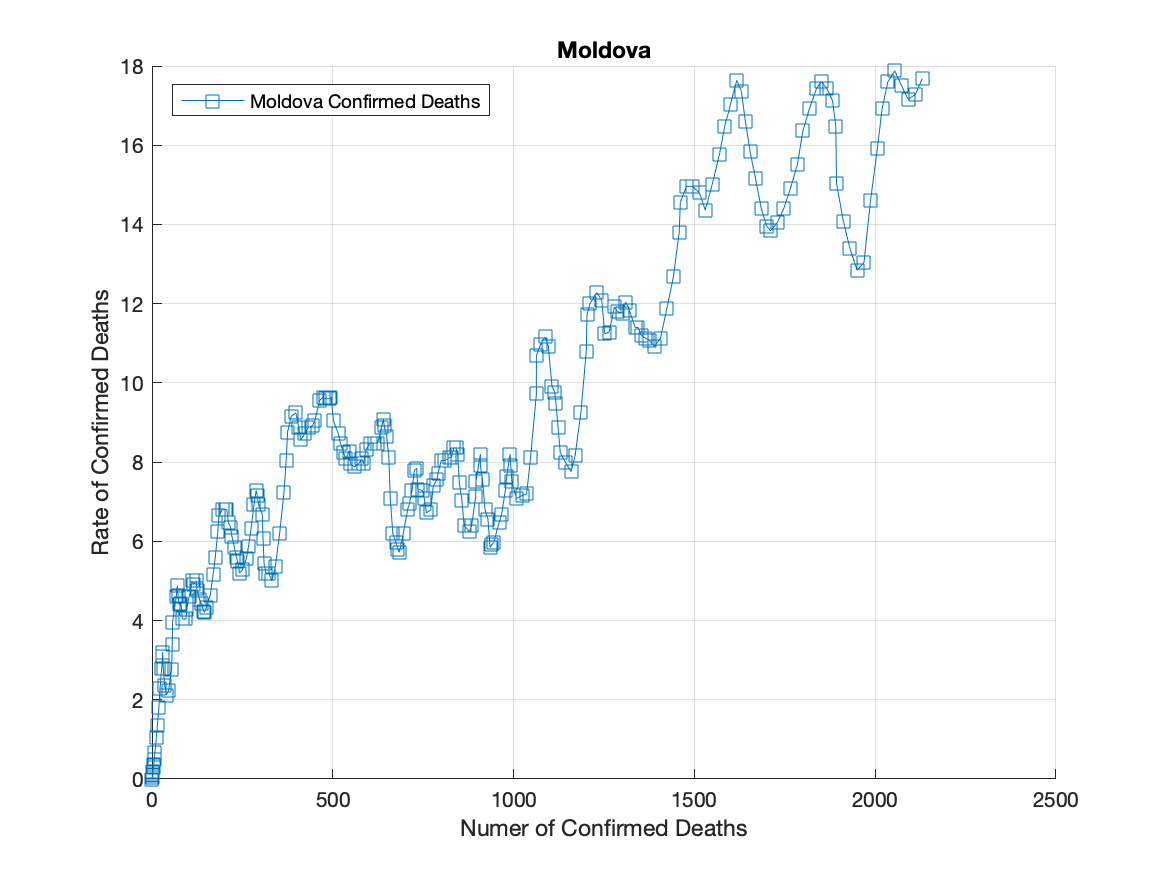 Moldova
Moldova Confirmed Deaths
Rate of Confirmed Deaths
18
16
14
12
10
8
6
4
2
0
0 500 1000 1500 2000 2500
Numer of Confirmed Deaths